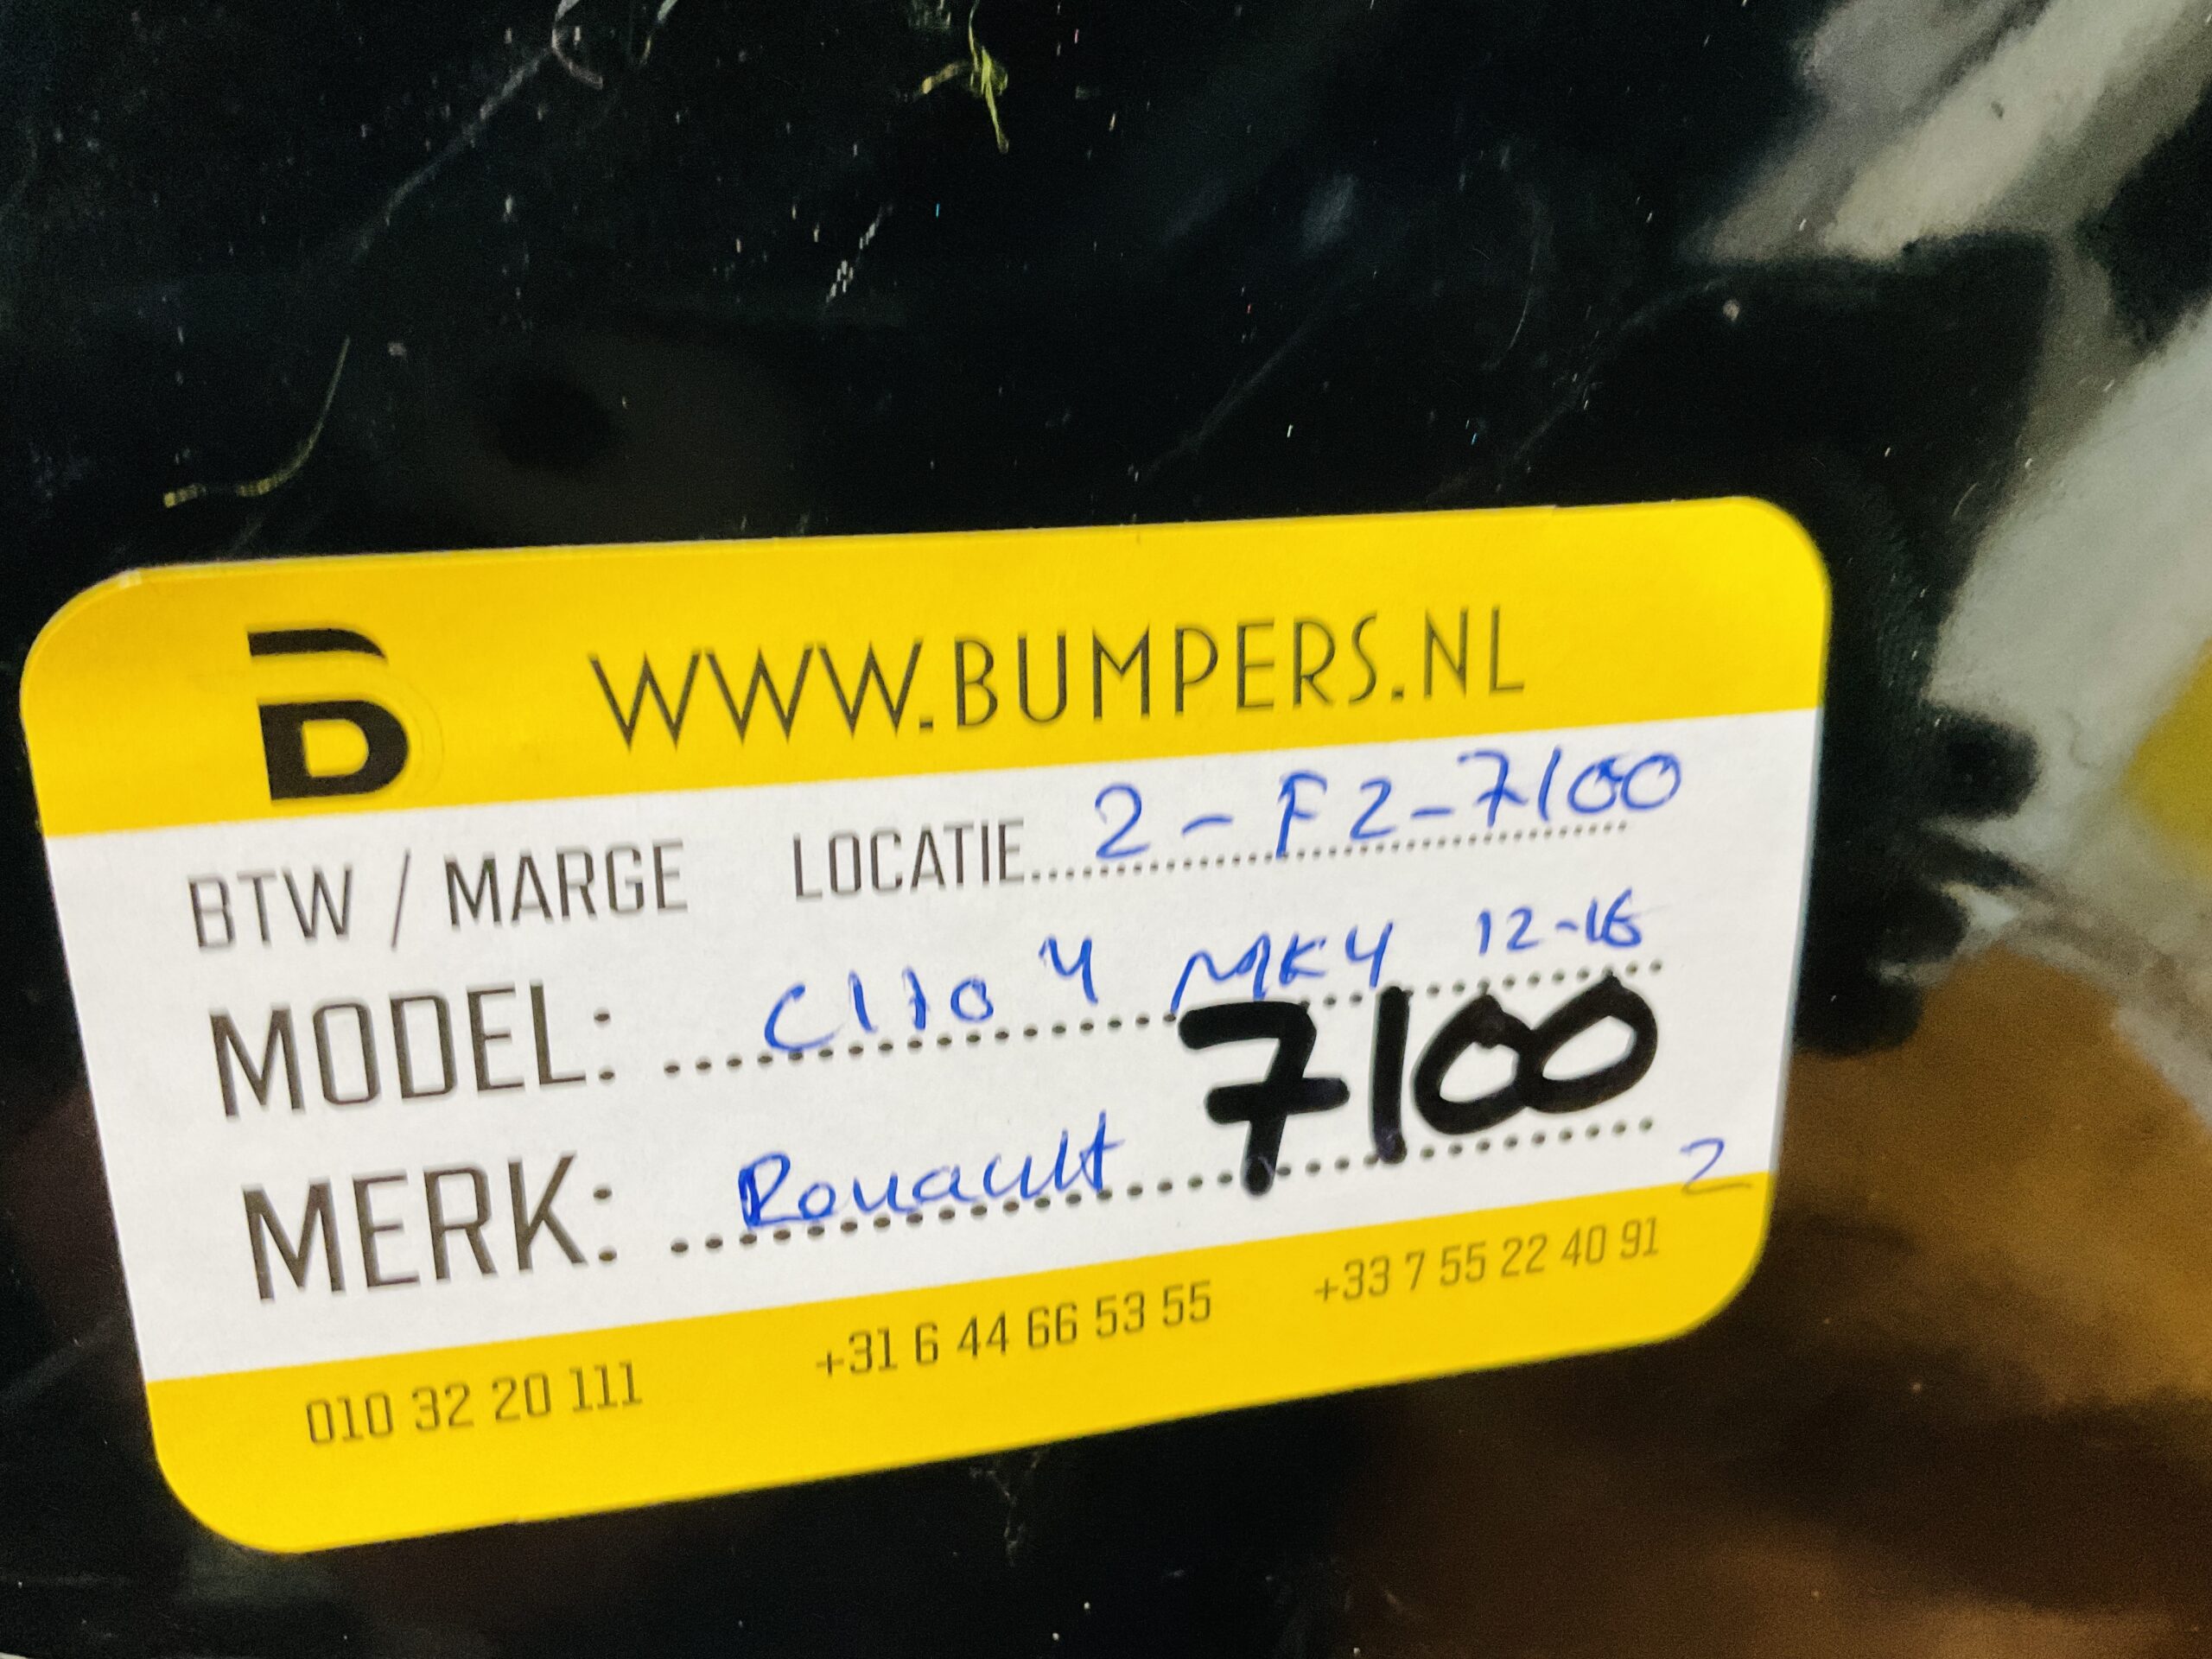 B WWW.BUMPERS.NL
BTW / MARGE LOCATIE 2-F2-7100
MODEL: Clio 4 MK4 12-16
7100
MERK: Renault
2
010 32 20 111 +31 6 44 66 53 55 +33 7 55 22 40 91